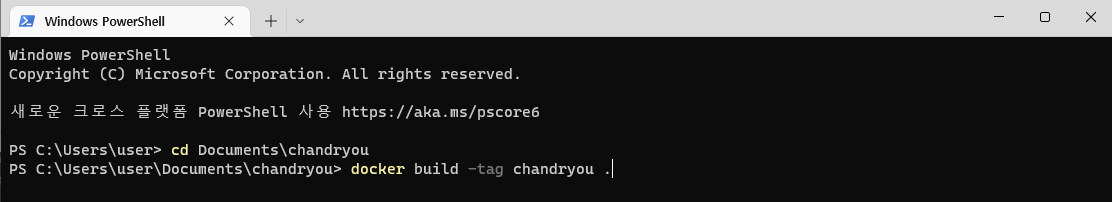 Windows PowerShell
Windows PowerShell
Copyright (C) Microsoft Corporation. All rights reserved.
새로운 크로스 플랫폼 PowerShell 사용 https://aka.ms/pscore6
PS C:\Users\user> cd Documents\chandryou
PS C:\Users\user\Documents\chandryou> docker build -tag chandryou .